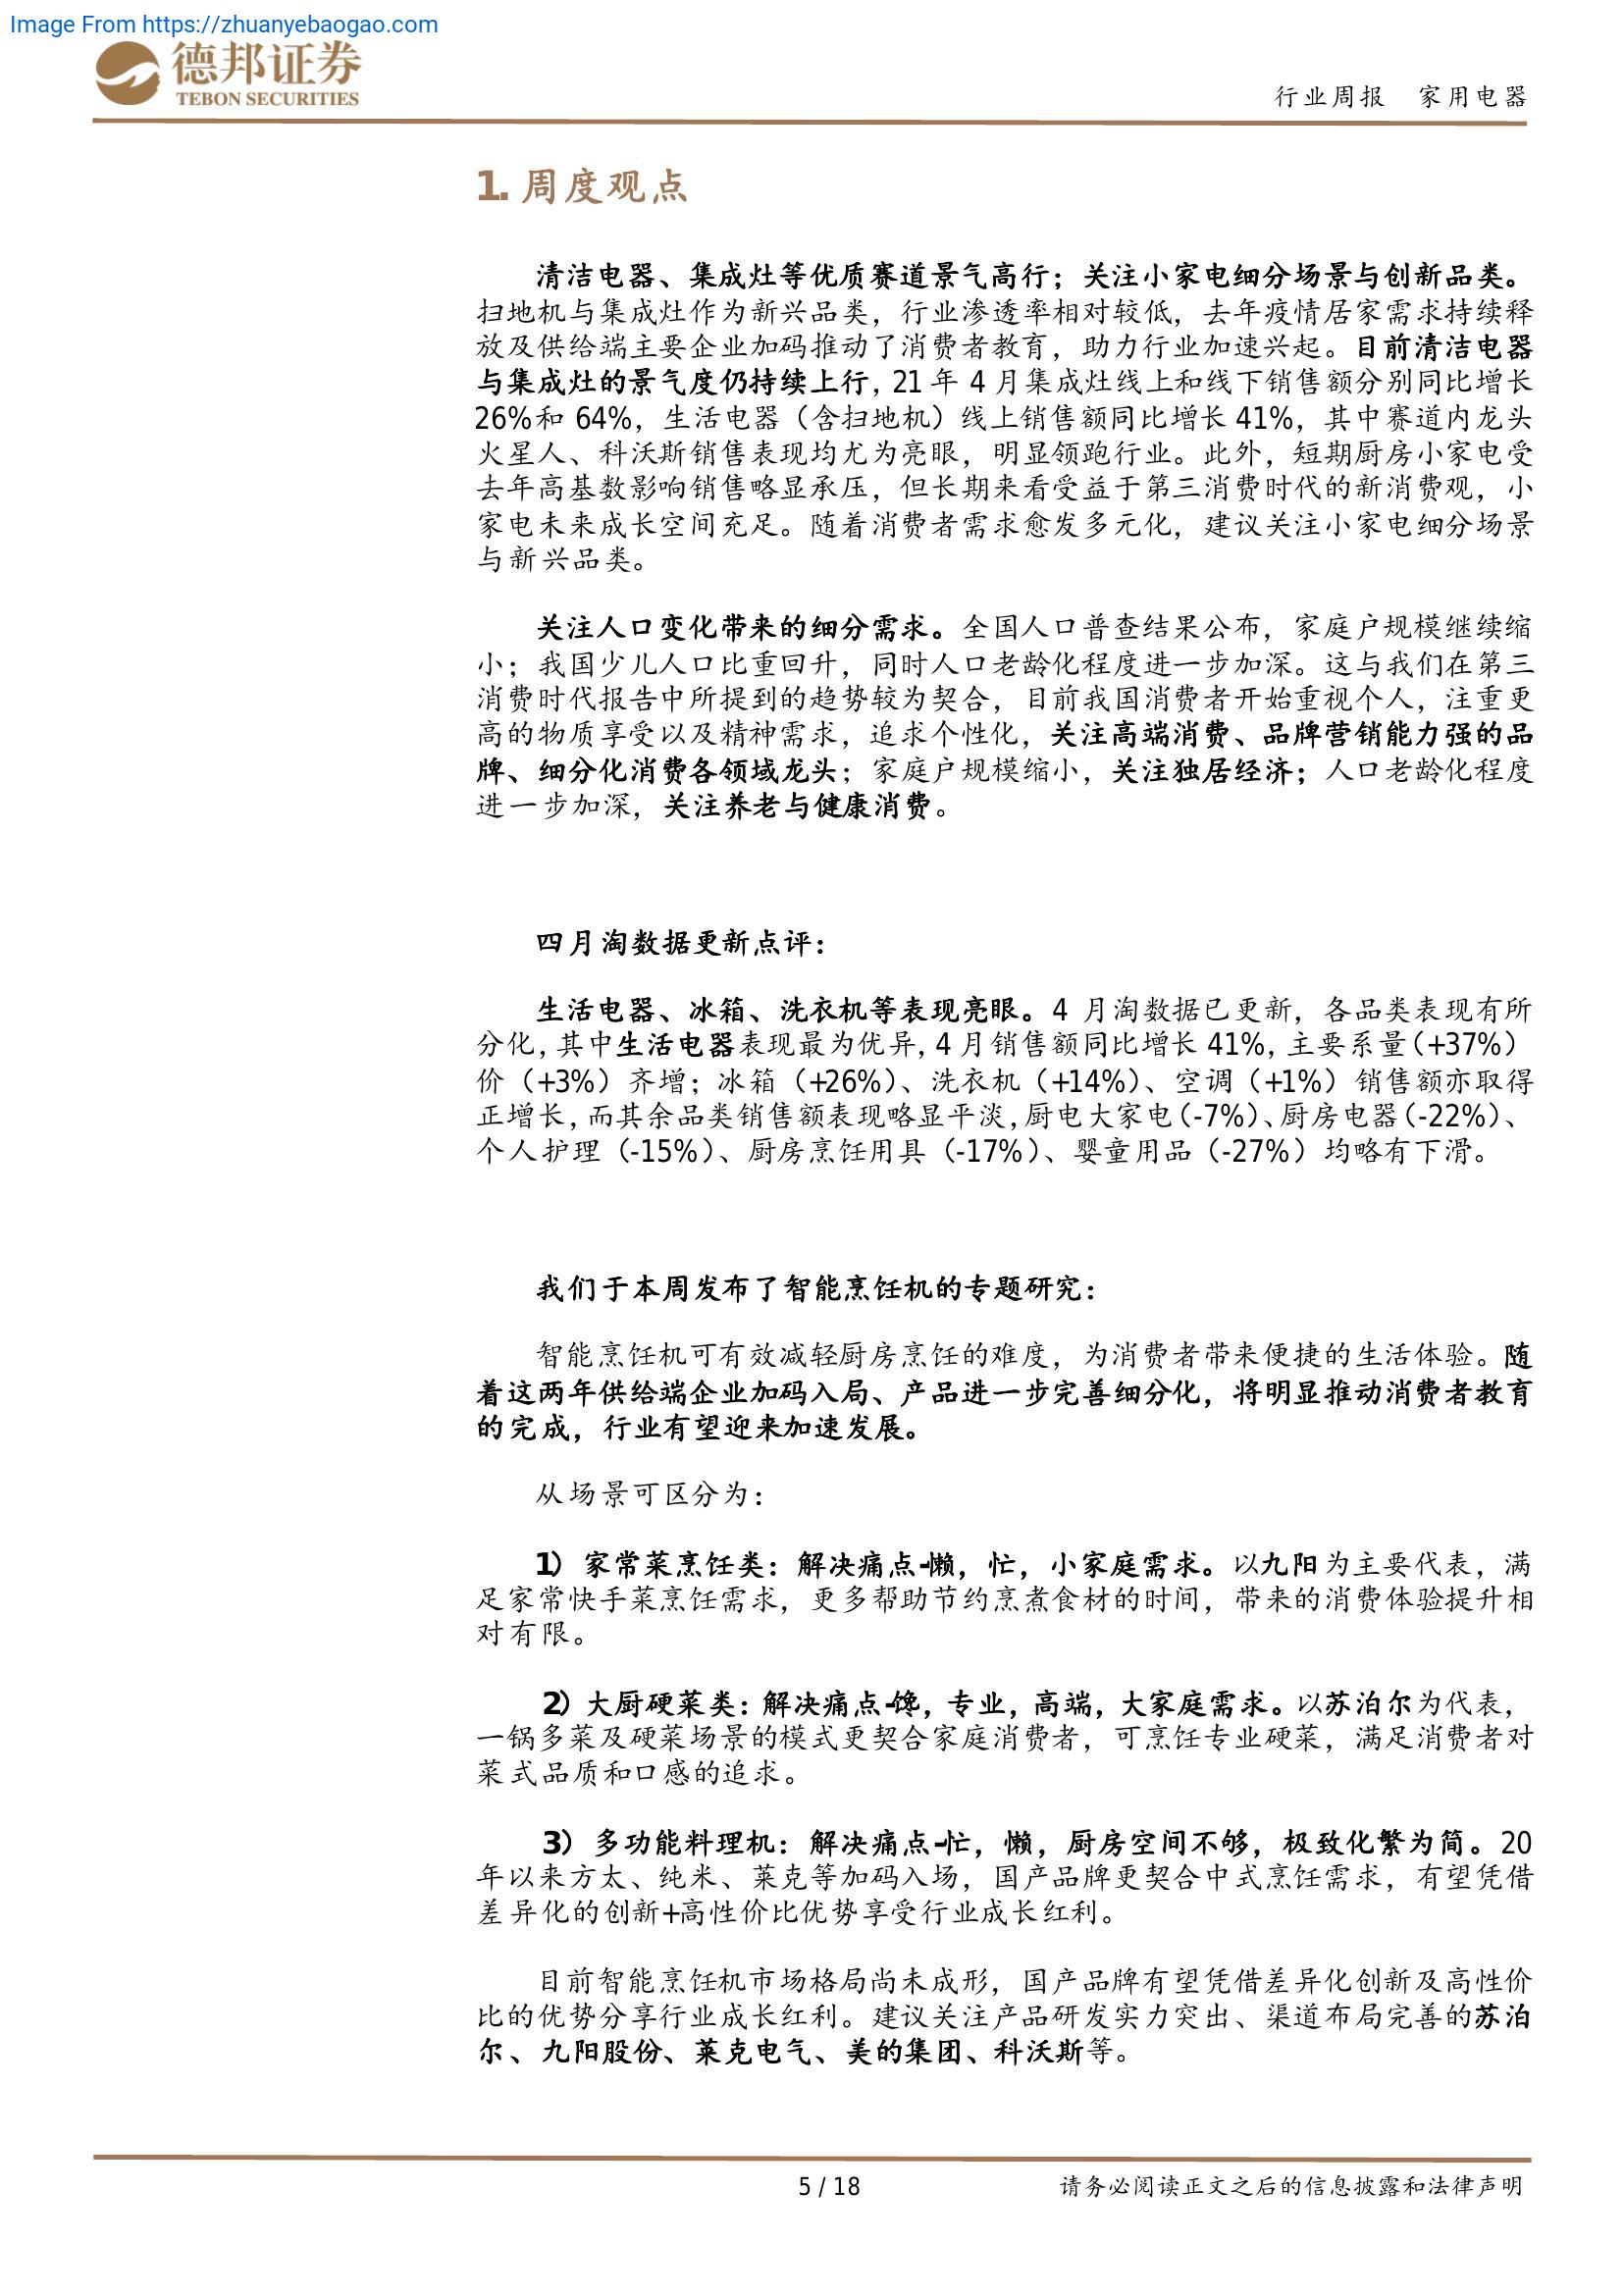 Image From https://zhuanyebaogao.com
德邦证券
TEBON SECURITIES
行业周报 家用电器
1. 周度观点
清洁电器、集成灶等优质赛道景气高行；关注小家电细分场景与创新品类。
扫地机与集成灶作为新兴品类，行业渗透率相对较低，去年疫情居家需求持续释
放及供给端主要企业加码推动了消费者教育，助力行业加速兴起。目前清洁电器
与集成灶的景气度仍持续上行，21 年 4 月集成灶线上和线下销售额分别同比增长
26%和 64%，生活电器（含扫地机）线上销售额同比增长 41%，其中赛道内龙头
火星人、科沃斯销售表现均尤为亮眼，明显领跑行业。此外，短期厨房小家电受
去年高基数影响销售略显承压，但长期来看受益于第三消费时代的新消费观，小
家电未来成长空间充足。随着消费者需求愈发多元化，建议关注小家电细分场景
与新兴品类。
关注人口变化带来的细分需求。全国人口普查结果公布，家庭户规模继续缩
小；我国少儿人口比重回升，同时人口老龄化程度进一步加深。这与我们在第三
消费时代报告中所提到的趋势较为契合，目前我国消费者开始重视个人，注重更
高的物质享受以及精神需求，追求个性化，关注高端消费、品牌营销能力强的品
牌、细分化消费各领域龙头；家庭户规模缩小，关注独居经济；人口老龄化程度
进一步加深，关注养老与健康消费。
四月淘数据更新点评：
生活电器、冰箱、洗衣机等表现亮眼。4 月淘数据已更新，各品类表现有所
分化，其中生活电器表现最为优异，4 月销售额同比增长 41%，主要系量（+37%）
价（+3%）齐增；冰箱（+26%）、洗衣机（+14%）、空调（+1%）销售额亦取得
正增长，而其余品类销售额表现略显平淡，厨电大家电（-7%）、厨房电器（-22%）、
个人护理（-15%）、厨房烹饪用具（-17%）、婴童用品（-27%）均略有下滑。
我们于本周发布了智能烹饪机的专题研究：
智能烹饪机可有效减轻厨房烹饪的难度，为消费者带来便捷的生活体验。随
着这两年供给端企业加码入局、产品进一步完善细分化，将明显推动消费者教育
的完成，行业有望迎来加速发展。
从场景可区分为：
1） 家常菜烹饪类：解决痛点-懒，忙，小家庭需求。以九阳为主要代表，满
足家常快手菜烹饪需求，更多帮助节约烹煮食材的时间，带来的消费体验提升相
对有限。
2）大厨硬菜类：解决痛点-馋，专业，高端，大家庭需求。以苏泊尔为代表，
一锅多菜及硬菜场景的模式更契合家庭消费者，可烹饪专业硬菜，满足消费者对
菜式品质和口感的追求。
3） 多功能料理机：解决痛点-忙，懒，厨房空间不够，极致化繁为简。20
年以来方太、纯米、莱克等加码入场，国产品牌更契合中式烹饪需求，有望凭借
差异化的创新+高性价比优势享受行业成长红利。
目前智能烹饪机市场格局尚未成形，国产品牌有望凭借差异化创新及高性价
比的优势分享行业成长红利。建议关注产品研发实力突出、渠道布局完善的苏泊
尔、九阳股份、莱克电气、美的集团、科沃斯等。
5 / 18
请务必阅读正文之后的信息披露和法律声明